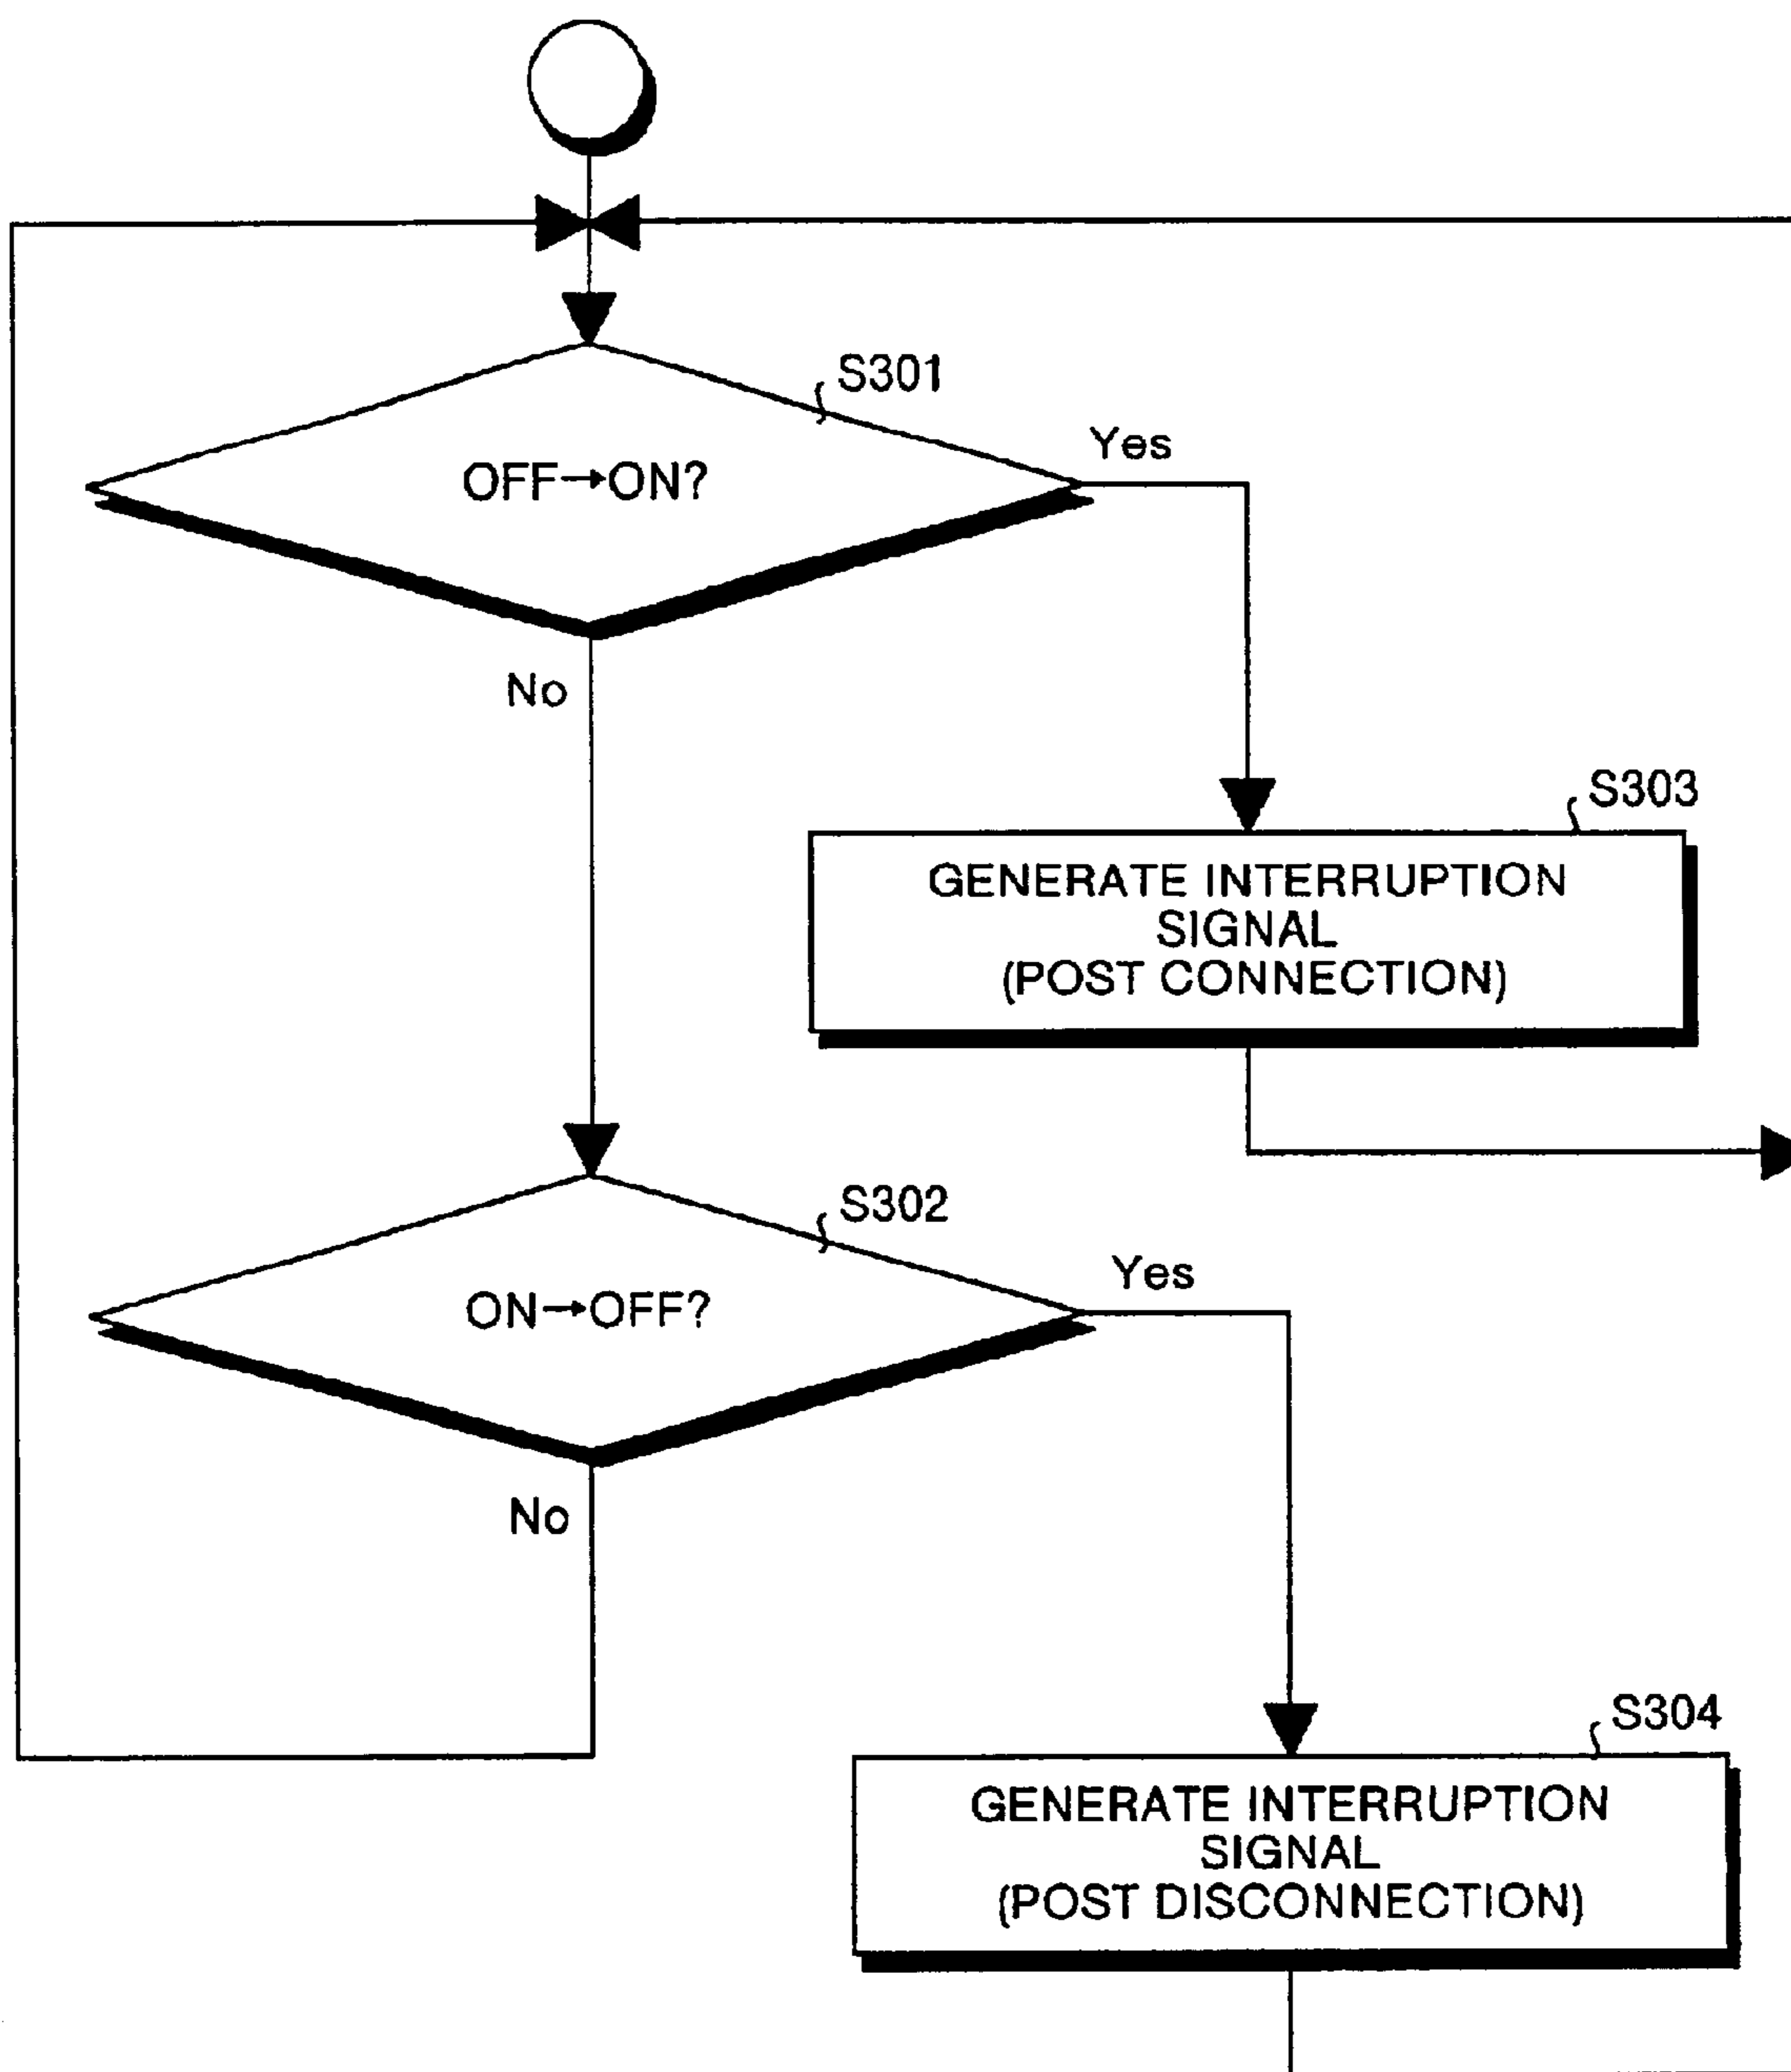 S301
OFF→ON?
Yes
No
S303
GENERATE INTERRUPTION
SIGNAL
(POST CONNECTION)
S302
ON→OFF?
Yes
No
S304
GENERATE INTERRUPTION
SIGNAL
(POST DISCONNECTION)